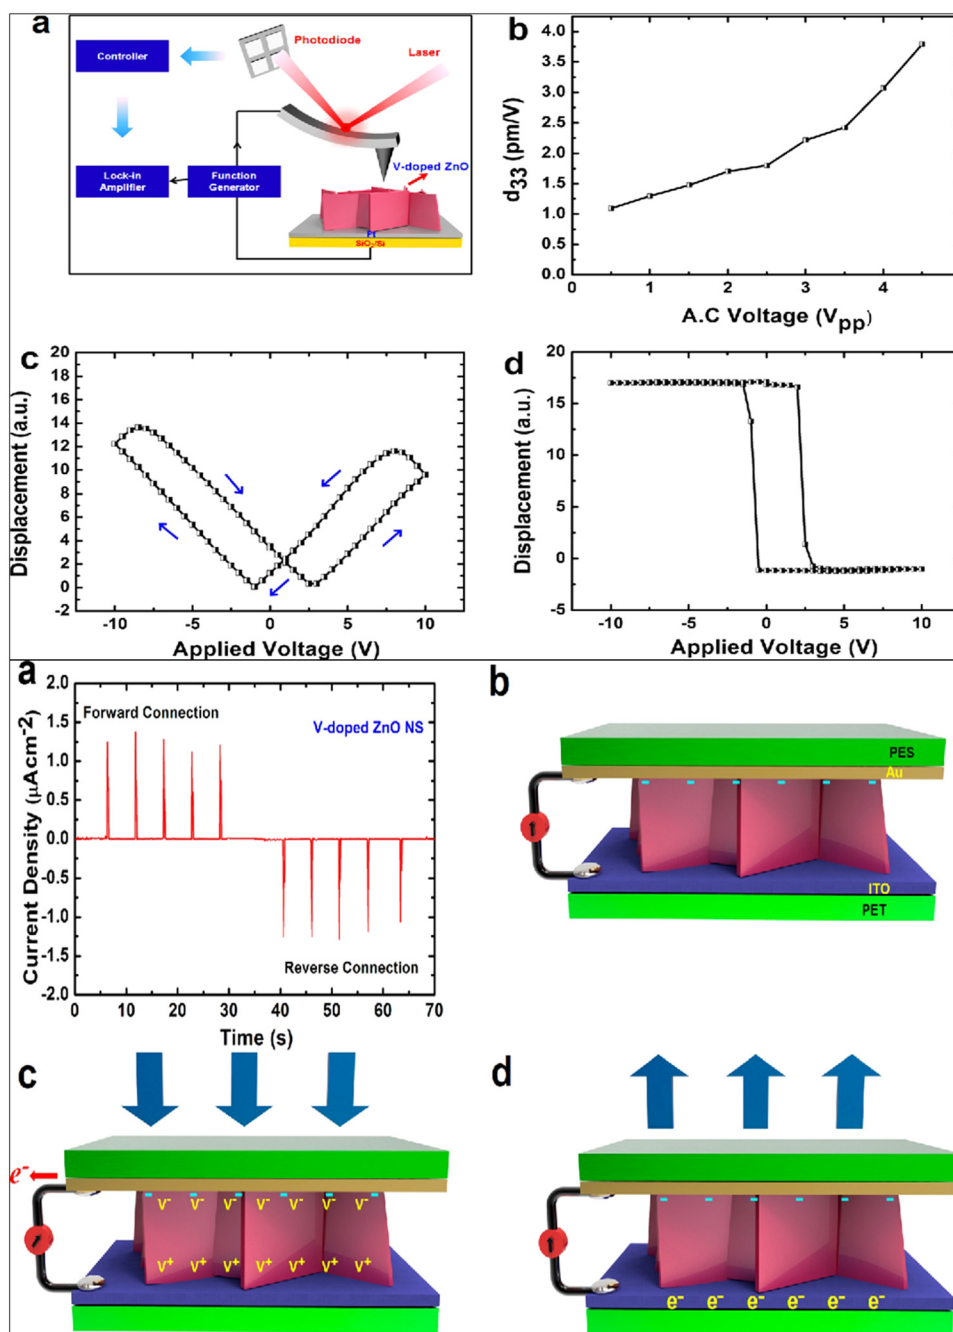 a
Photodiode
Laser
Controller
V-doped ZnO
Lock-in
Amplifier
Function
Generator
Pt
SiO2/Si
b
d33 (pm/V)
4.0
3.5
3.0
2.5
2.0
1.5
1.0
0.5
0.0
0 1 2 3 4
A.C Voltage (Vpp)
c
Displacement (a.u.)
20
18
16
14
12
10
8
6
4
2
0
-2
-10 -5 0 5 10
Applied Voltage (V)
d
Displacement (a.u.)
20
15
10
5
0
-5
-10 -5 0 5 10
Applied Voltage (V)
a
Current Density (µAcm-2)
2.0
1.5
1.0
0.5
0.0
-0.5
-1.0
-1.5
-2.0
Forward Connection
V-doped ZnO NS
Reverse Connection
0 10 20 30 40 50 60 70
Time (s)
b
PES
Au
ITO
PET
c
e-
V- V- V- V- V- V- V-
V+ V+ V+ V+ V+ V+ V+
d
e- e- e- e- e- e-